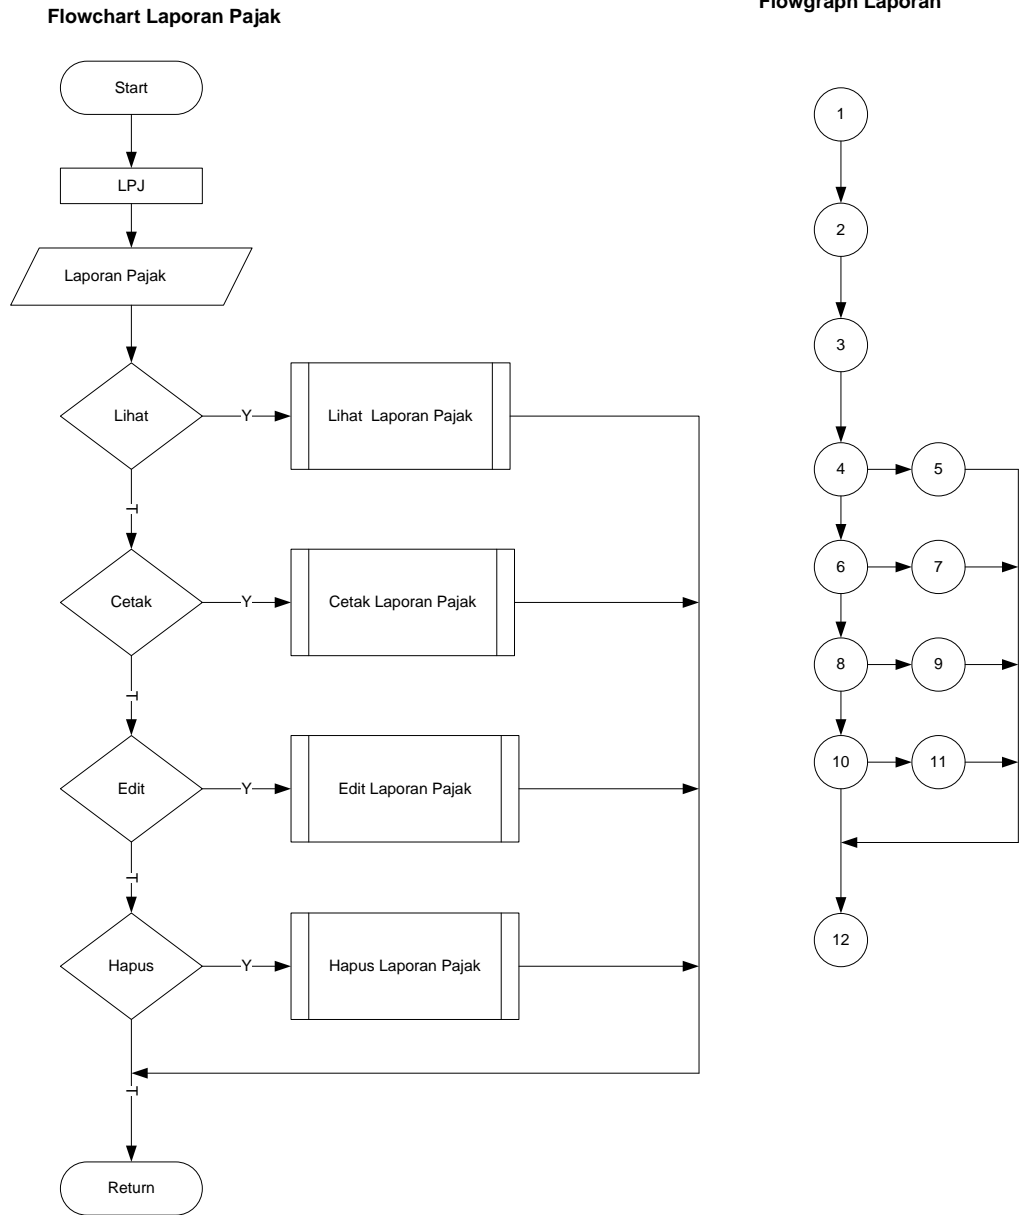 Flowchart Laporan Pajak
Start
LPJ
Laporan Pajak
Lihat
Y
Lihat  Laporan Pajak
T
Cetak
Y
Cetak Laporan Pajak
T
Edit
Y
Edit Laporan Pajak
T
Hapus
Y
Hapus Laporan Pajak
T
Return
Flowgraph Laporan
1
2
3
4
5
6
7
8
9
10
11
12